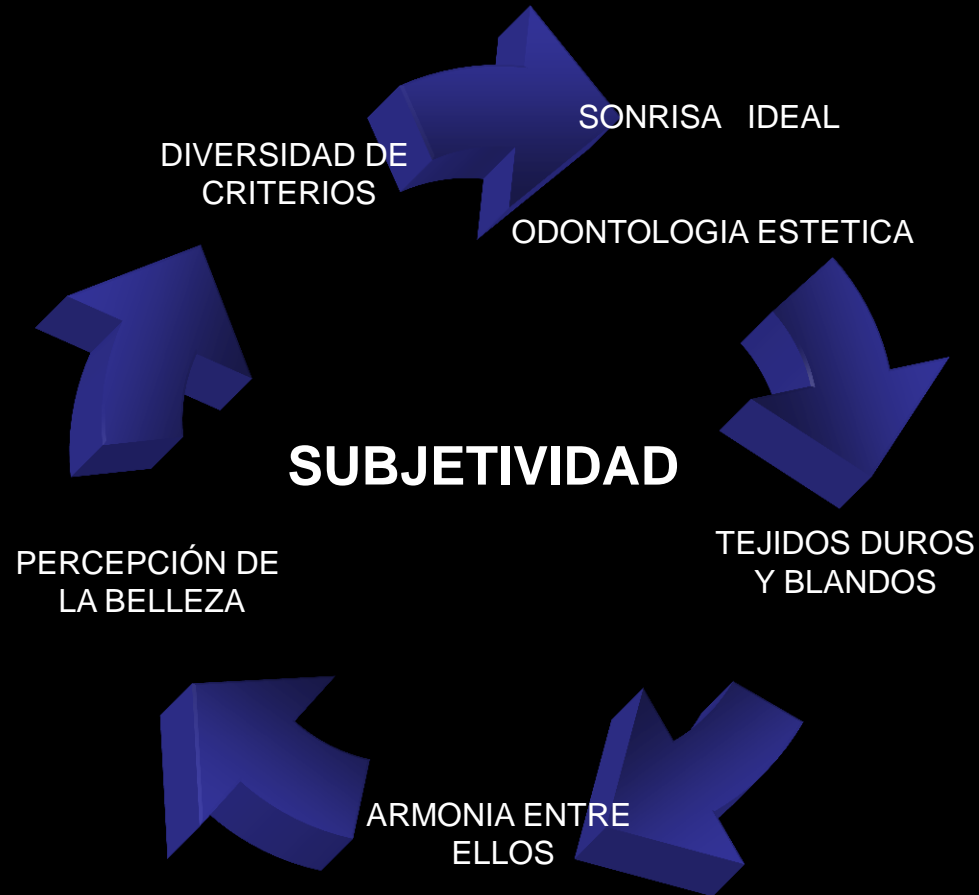 SONRISA IDEAL
DIVERSIDAD DE
CRITERIOS
ODONTOLOGIA ESTETICA
SUBJETIVIDAD
TEJIDOS DUROS
Y BLANDOS
PERCEPCIÓN DE
LA BELLEZA
ARMONIA ENTRE
ELLOS